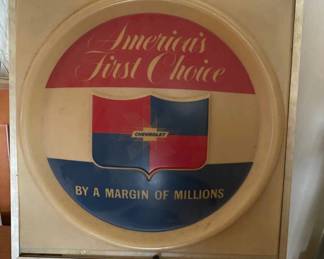 America's
First Choice
CHEVROLET
BY A MARGIN OF MILLIONS